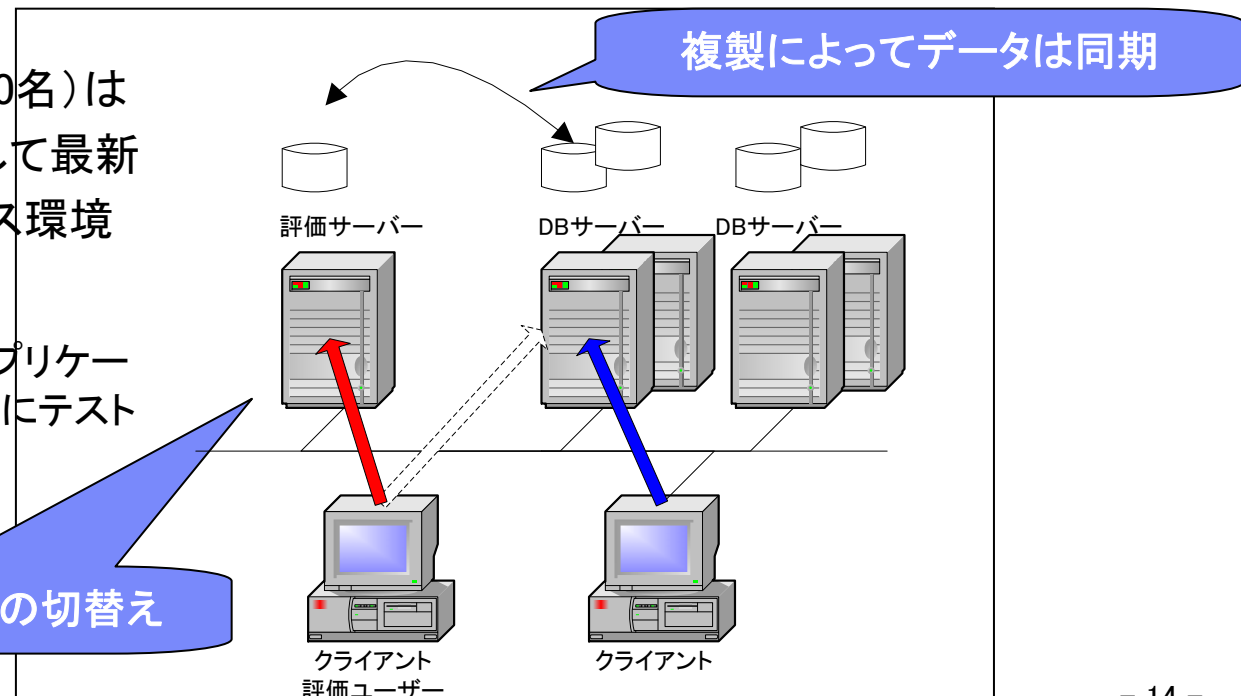 複製によってデータは同期
0名)は
して最新
ス環境
プリケー
にテスト
評価サーバー
DBサーバー
DBサーバー
の切替え
クライアント
評価ユーザー
クライアント
- 14 -